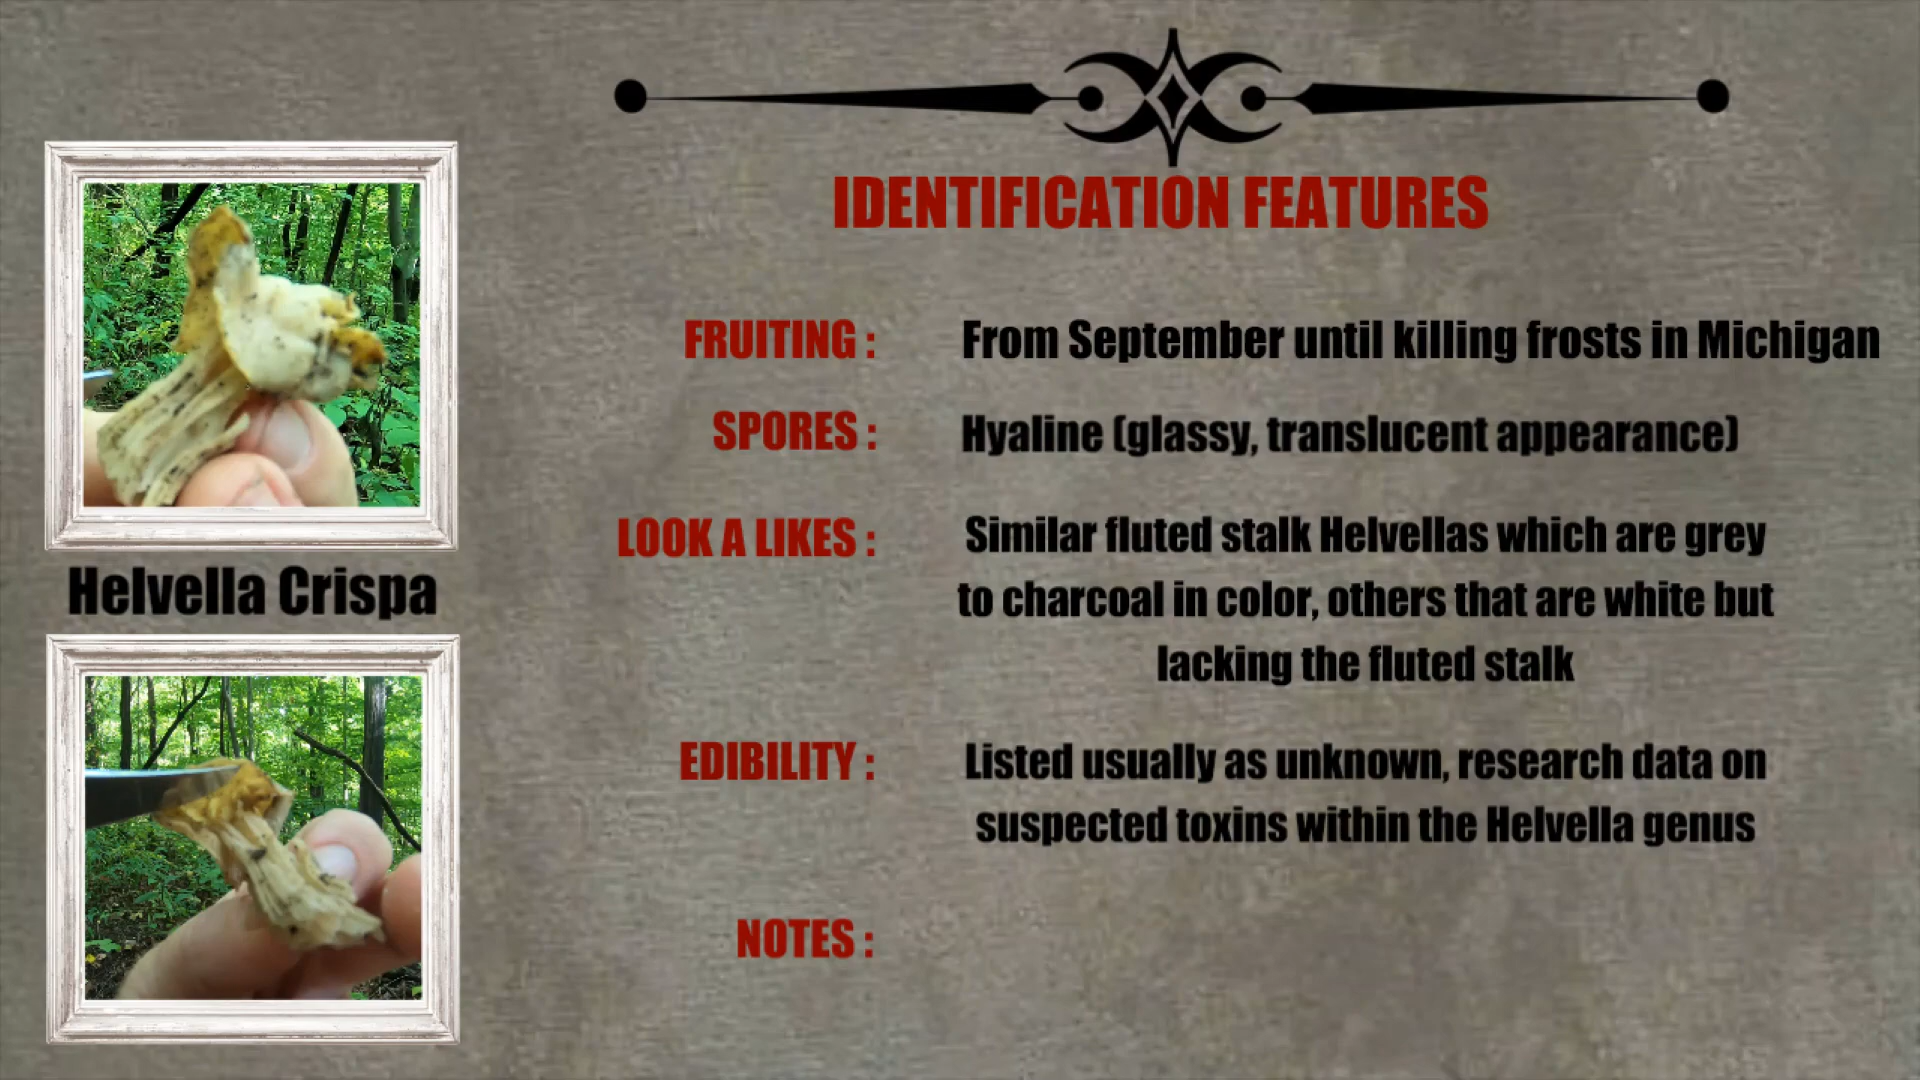 IDENTIFICATION FEATURES
FRUITING : From September until killing frosts in Michigan
SPORES : Hyaline (glassy, translucent appearance)
LOOK A LIKES : Similar fluted stalk Helvellas which are grey
to charcoal in color, others that are white but
lacking the fluted stalk
Helvella Crispa
EDIBILITY : Listed usually as unknown, research data on
suspected toxins within the Helvella genus
NOTES :